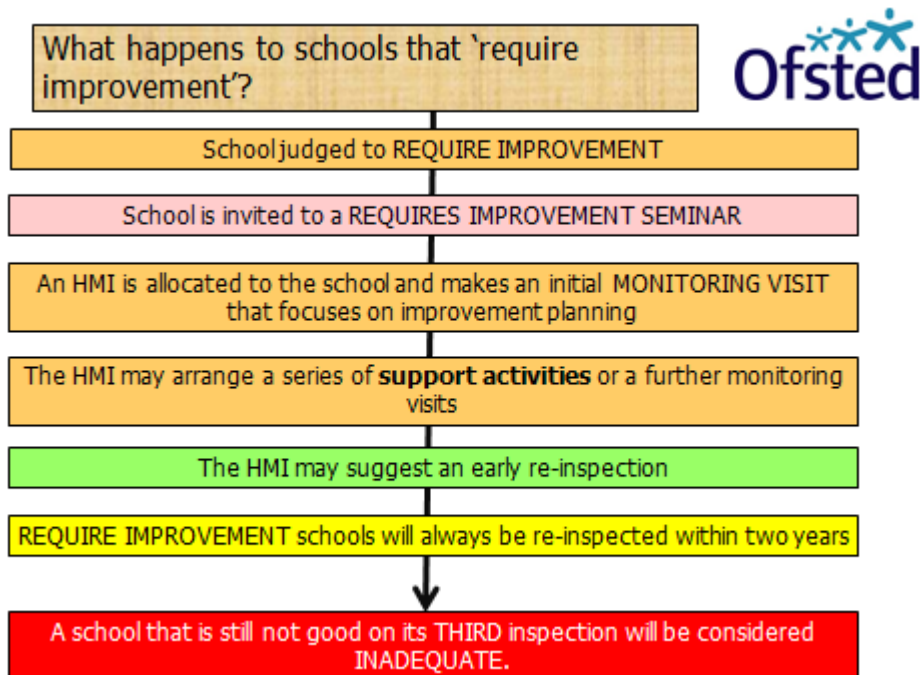 What happens to schools that ‘require
improvement’?
Ofsted
School judged to REQUIRE IMPROVEMENT
School is invited to a REQUIRES IMPROVEMENT SEMINAR
An HMI is allocated to the school and makes an initial MONITORING VISIT
that focuses on improvement planning
The HMI may arrange a series of support activities or a further monitoring
visits
The HMI may suggest an early re-inspection
REQUIRE IMPROVEMENT schools will always be re-inspected within two years
A school that is still not good on its THIRD inspection will be considered
INADEQUATE.